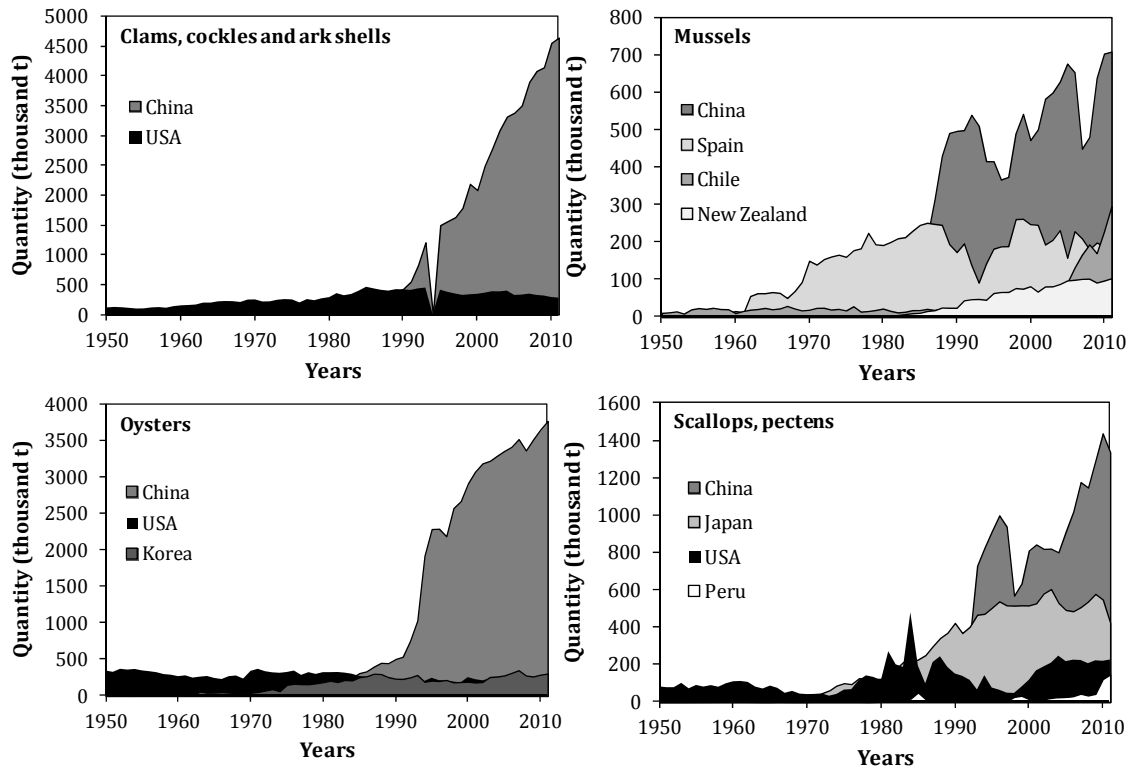 Clams, cockles and ark shells
Quantity (thousand t)
5000
4500
4000
3500
3000
2500
2000
1500
1000
500
0
China
USA
1950 1960 1970 1980 1990 2000 2010
Years
Mussels
Quantity (thousand t)
800
700
600
500
400
300
200
100
0
China
Spain
Chile
New Zealand
1950 1960 1970 1980 1990 2000 2010
Years
Oysters
Quantity (thousand t)
4000
3500
3000
2500
2000
1500
1000
500
0
China
USA
Korea
1950 1960 1970 1980 1990 2000 2010
Years
Scallops, pectens
Quantity (thousand t)
1600
1400
1200
1000
800
600
400
200
0
China
Japan
USA
Peru
1950 1960 1970 1980 1990 2000 2010
Years